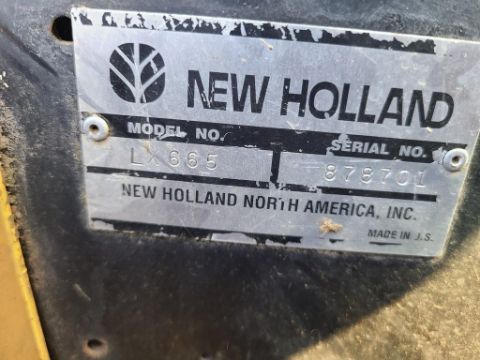 NEW HOLLAND
MODEL NO. SERIAL NO.
LX665 878701
NEW HOLLAND NORTH AMERICA, INC.
MADE IN U.S.